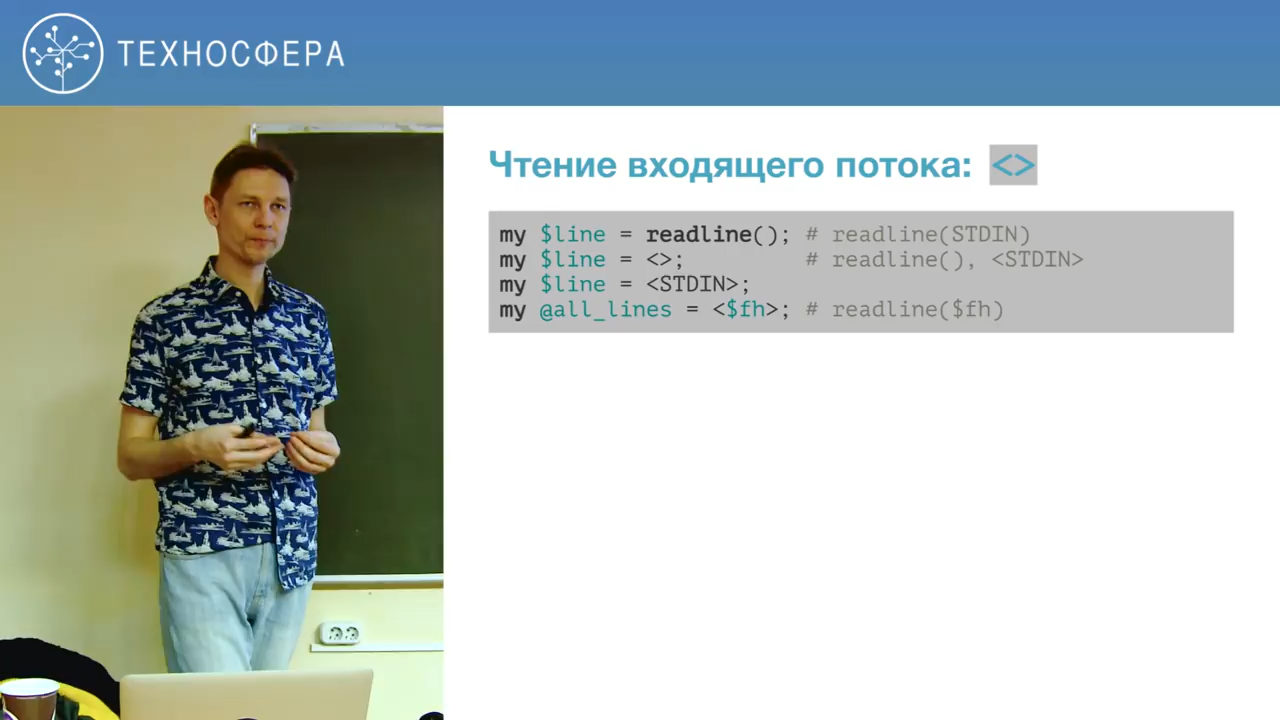 ТЕХНОСФЕРА
Чтение входящего потока: <>
my $line = readline(); # readline(STDIN)
my $line = <>;         # readline(), <STDIN>
my $line = <STDIN>;
my @all_lines = <$fh>; # readline($fh)